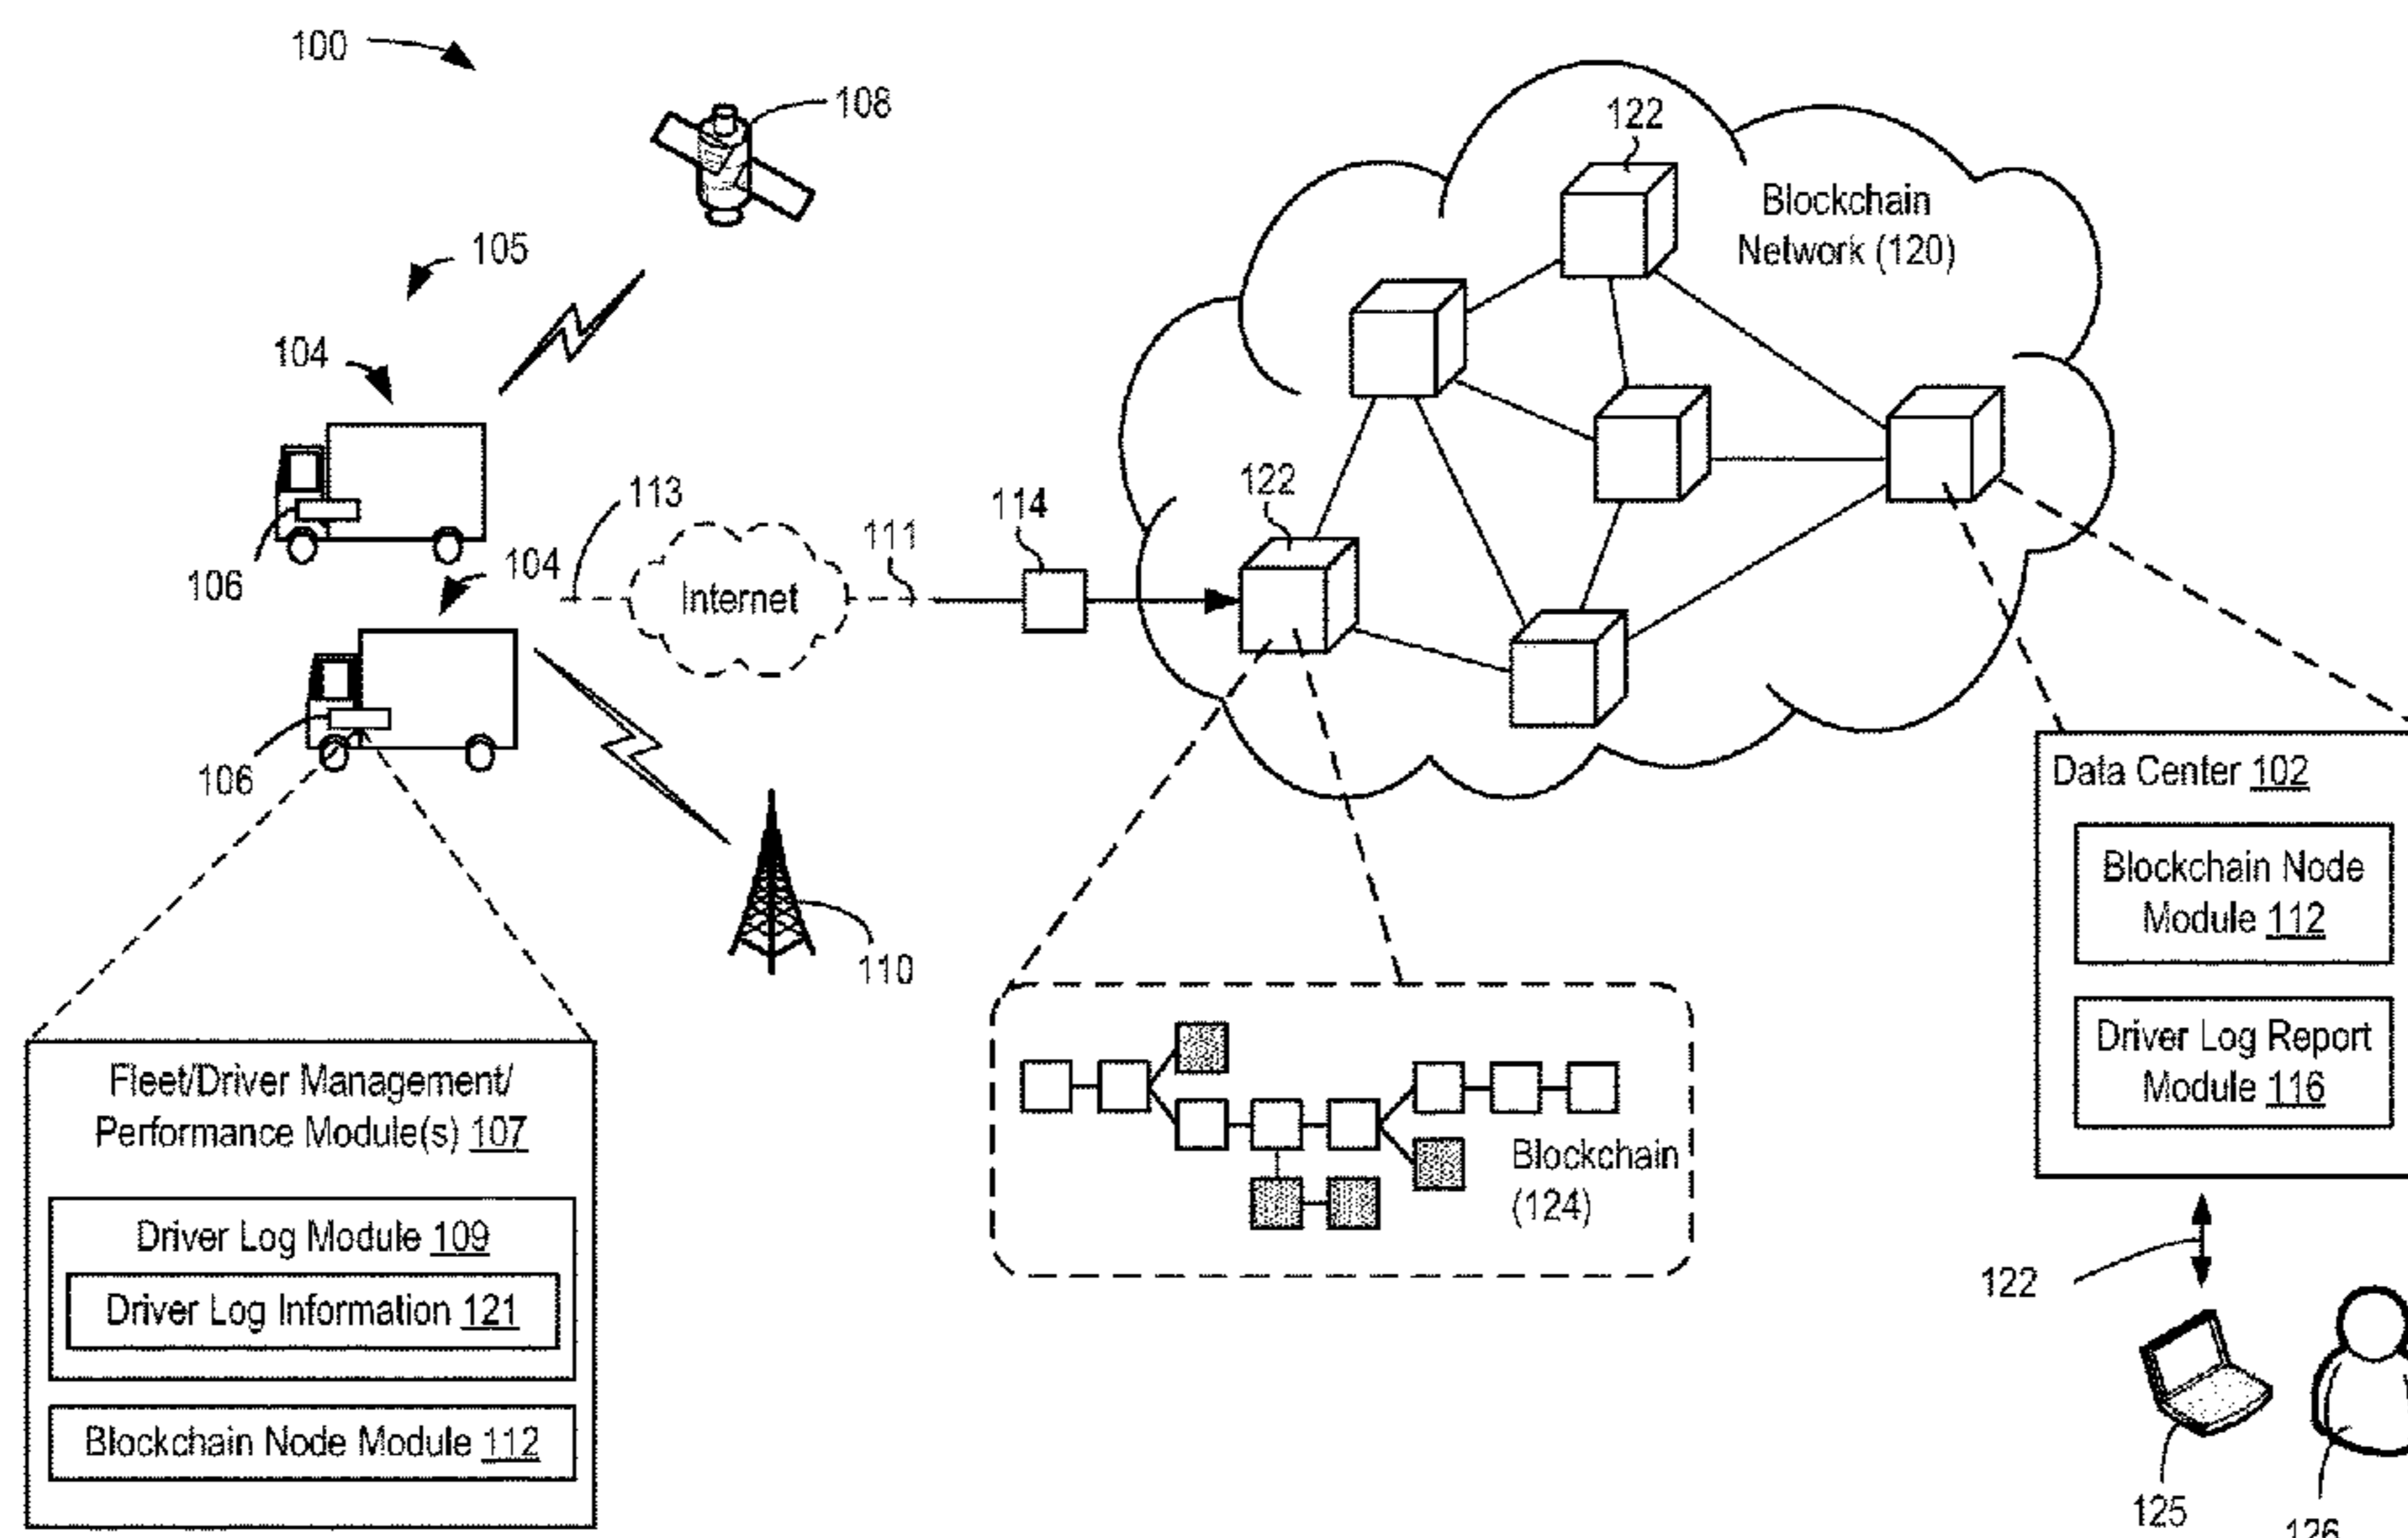 100
108
105
104
106
104
106
113
Internet
111
114
110
122
Blockchain
Network (120)
122
Fleet/Driver Management/
Performance Module(s) 107
Driver Log Module 109
Driver Log Information 121
Blockchain Node Module 112
Blockchain
(124)
Data Center 102
Blockchain Node
Module 112
Driver Log Report
Module 116
122
125
126